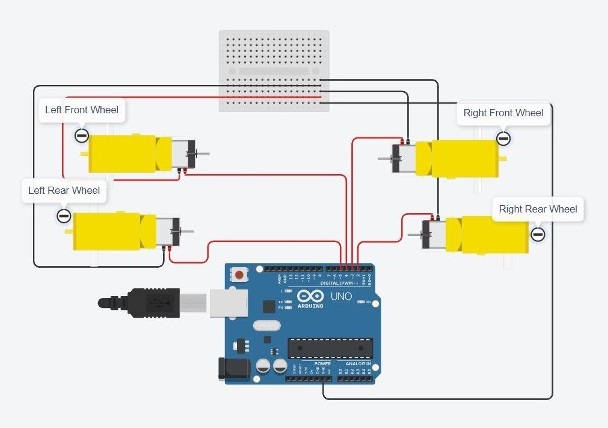 Left Front Wheel
Right Front Wheel
Left Rear Wheel
Right Rear Wheel
DIGITAL (PWM ~)
UNO
ARDUINO
POWER
ANALOG IN